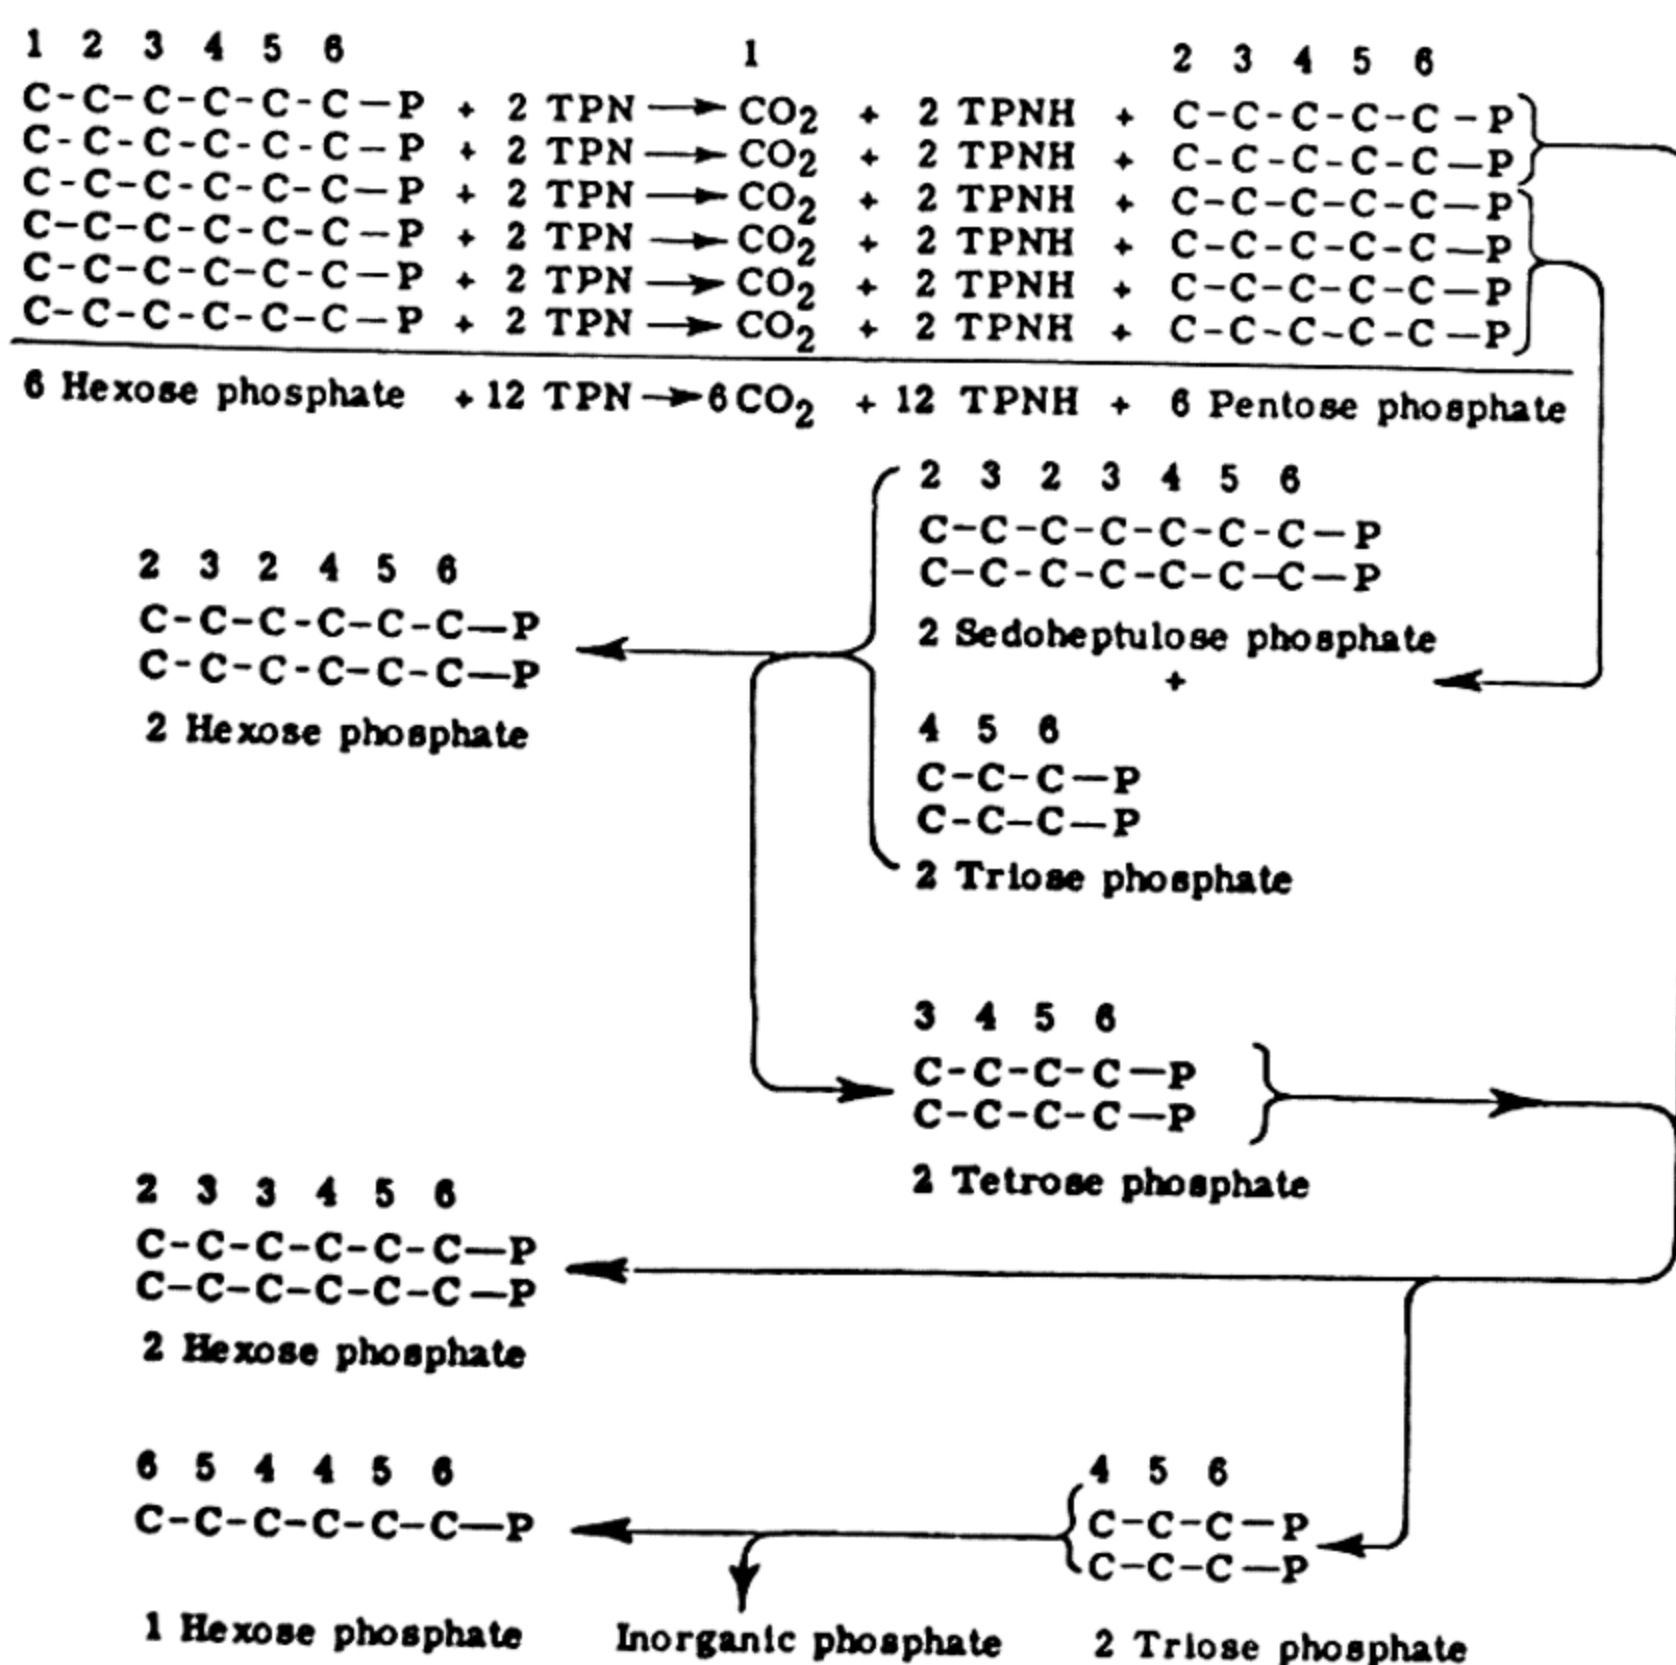 1 2 3 4 5 6 1 2 3 4 5 6
C-C-C-C-C-C—P + 2 TPN → CO2 + 2 TPNH + C-C-C-C-C-P
C-C-C-C-C-C—P + 2 TPN → CO2 + 2 TPNH + C-C-C-C-C—P
C-C-C-C-C-C—P + 2 TPN → CO2 + 2 TPNH + C-C-C-C-C—P
C-C-C-C-C-C—P + 2 TPN → CO2 + 2 TPNH + C-C-C-C-C—P
C-C-C-C-C-C—P + 2 TPN → CO2 + 2 TPNH + C-C-C-C-C—P
C-C-C-C-C-C—P + 2 TPN → CO2 + 2 TPNH + C-C-C-C-C—P
6 Hexose phosphate + 12 TPN → 6 CO2 + 12 TPNH + 6 Pentose phosphate
2 3 2 3 4 5 6
C-C-C-C-C-C-C—P
C-C-C-C-C-C-C—P
2 Sedoheptulose phosphate
+
2 3 2 4 5 6
C-C-C-C-C-C—P
C-C-C-C-C-C—P
2 Hexose phosphate
4 5 6
C-C-C—P
C-C-C—P
2 Triose phosphate
3 4 5 6
C-C-C-C—P
C-C-C-C—P
2 Tetrose phosphate
2 3 3 4 5 6
C-C-C-C-C-C—P
C-C-C-C-C-C—P
2 Hexose phosphate
6 5 4 4 5 6
C-C-C-C-C-C—P
1 Hexose phosphate
Inorganic phosphate
4 5 6
C-C-C—P
C-C-C—P
2 Triose phosphate